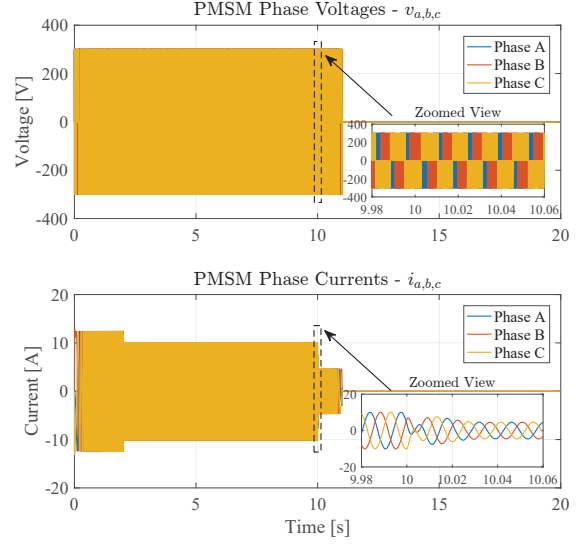 PMSM Phase Voltages - v_{a,b,c}
400
200
0
-200
-400
Voltage [V]
Phase A
Phase B
Phase C
Zoomed View
400
200
0
-200
-400
9.98 10 10.02 10.04 10.06
0 5 10 15 20
PMSM Phase Currents - i_{a,b,c}
20
10
0
-10
-20
Current [A]
Phase A
Phase B
Phase C
Zoomed View
20
0
-20
9.98 10 10.02 10.04 10.06
0 5 10 15 20
Time [s]